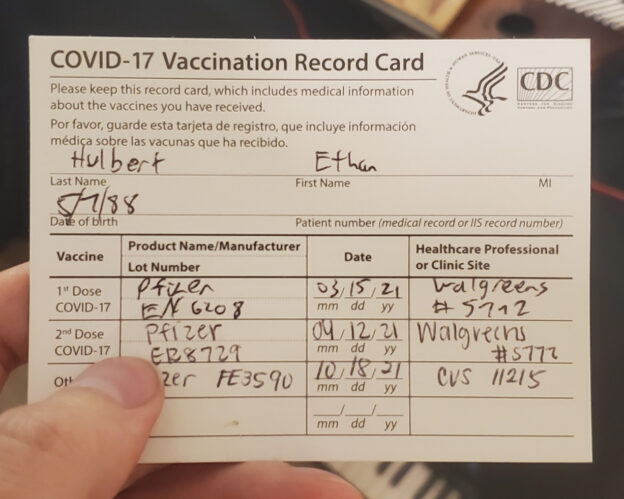 COVID-17 Vaccination Record Card
Please keep this record card, which includes medical information
about the vaccines you have received.
Por favor, guarde esta tarjeta de registro, que incluye información
médica sobre las vacunas que ha recibido.
CDC
Hulbert Ethan
Last Name First Name MI
5/7/88
Date of birth Patient number (medical record or IIS record number)
Vaccine Product Name/Manufacturer Date Healthcare Professional
Lot Number or Clinic Site
1st Dose Pfizer 03/15/21 Walgreens
COVID-17 EN6208 mm dd yy #5772
2nd Dose Pfizer 04/12/21 Walgreens
COVID-17 ER8729 mm dd yy #5772
FE3590 10/18/21 CVS 11215
mm dd yy
mm dd yy